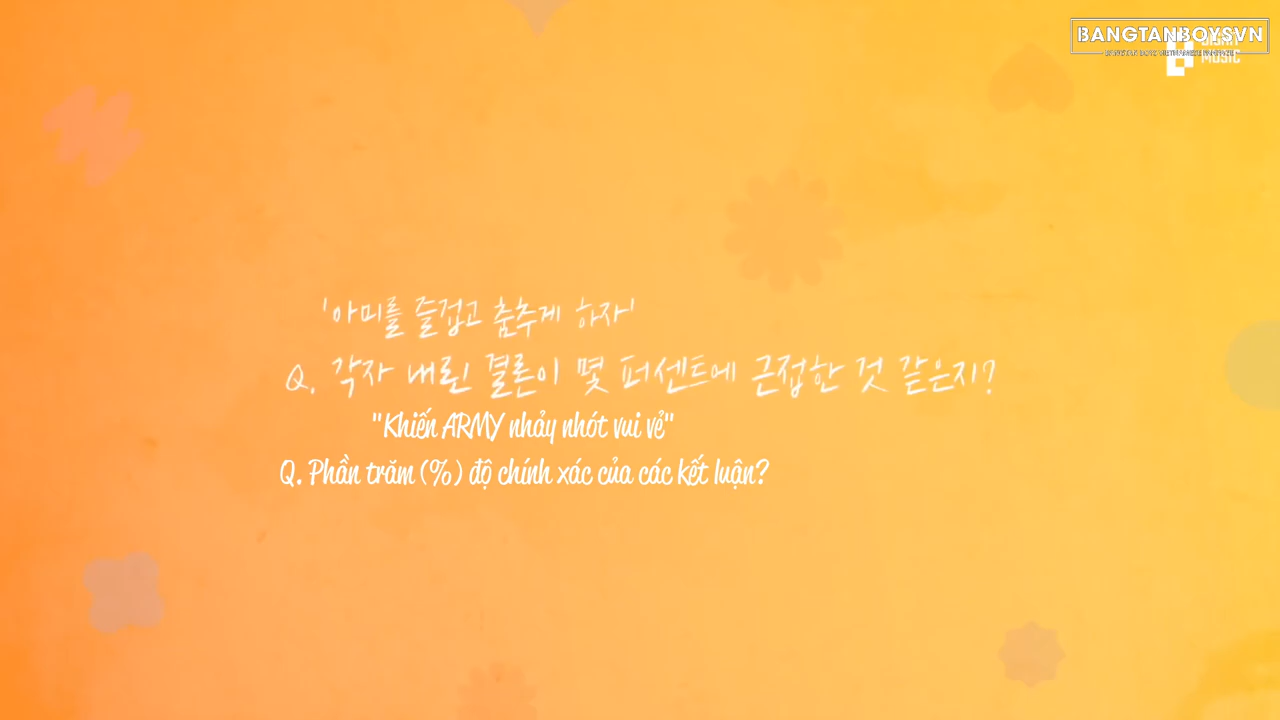 BANGTANBOYSVN
MUSIC
'아미를 즐겁고 춤추게 하자'
Q. 각자 내린 결론이 몇 퍼센트에 근접한 것 같은지?
"Khiến ARMY nhảy nhót vui vẻ"
Q. Phần trăm (%) độ chính xác của các kết luận?